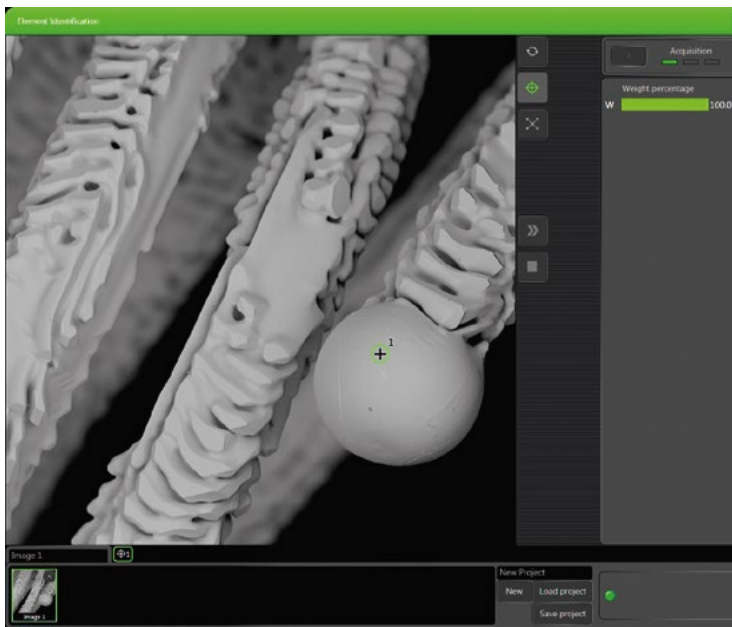 Element Identification
Acquisition
Weight percentage
W 100.0
1
Image 1
1
Image 1
New Project
New
Load project
Save project